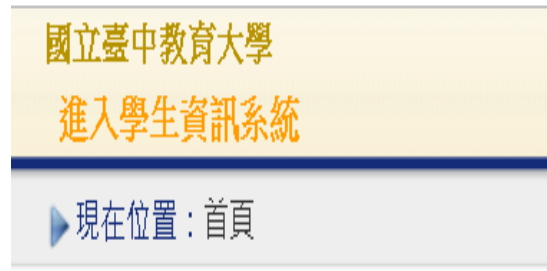 國立臺中教育大學
進入學生資訊系統
現在位置：首頁